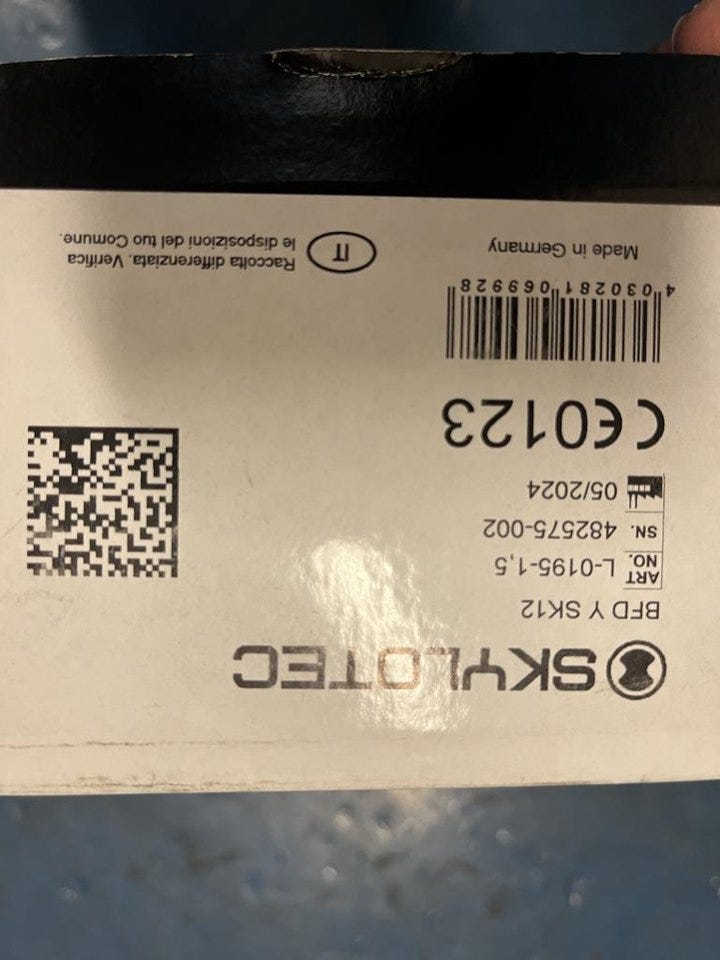 SKYLOTEC
BFD Y SK12
ART NO. L-0195-1,5
SN. 482575-002
05/2024
CE0123
4 030281 069928
Made in Germany
IT
Raccolta differenziata. Verifica
le disposizioni del tuo Comune.